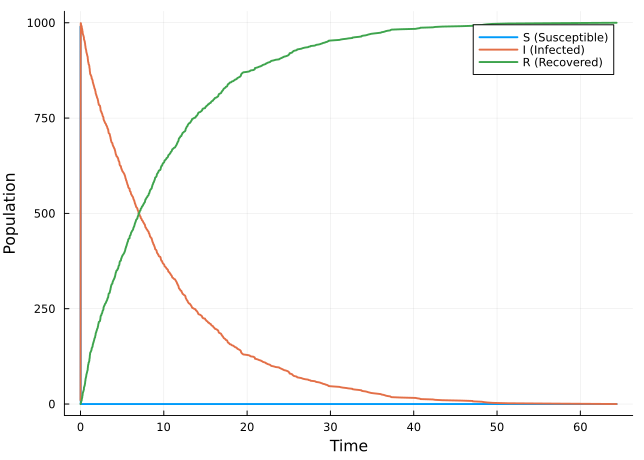 1000
750
500
250
0
Population
S (Susceptible)
I (Infected)
R (Recovered)
0 10 20 30 40 50 60
Time